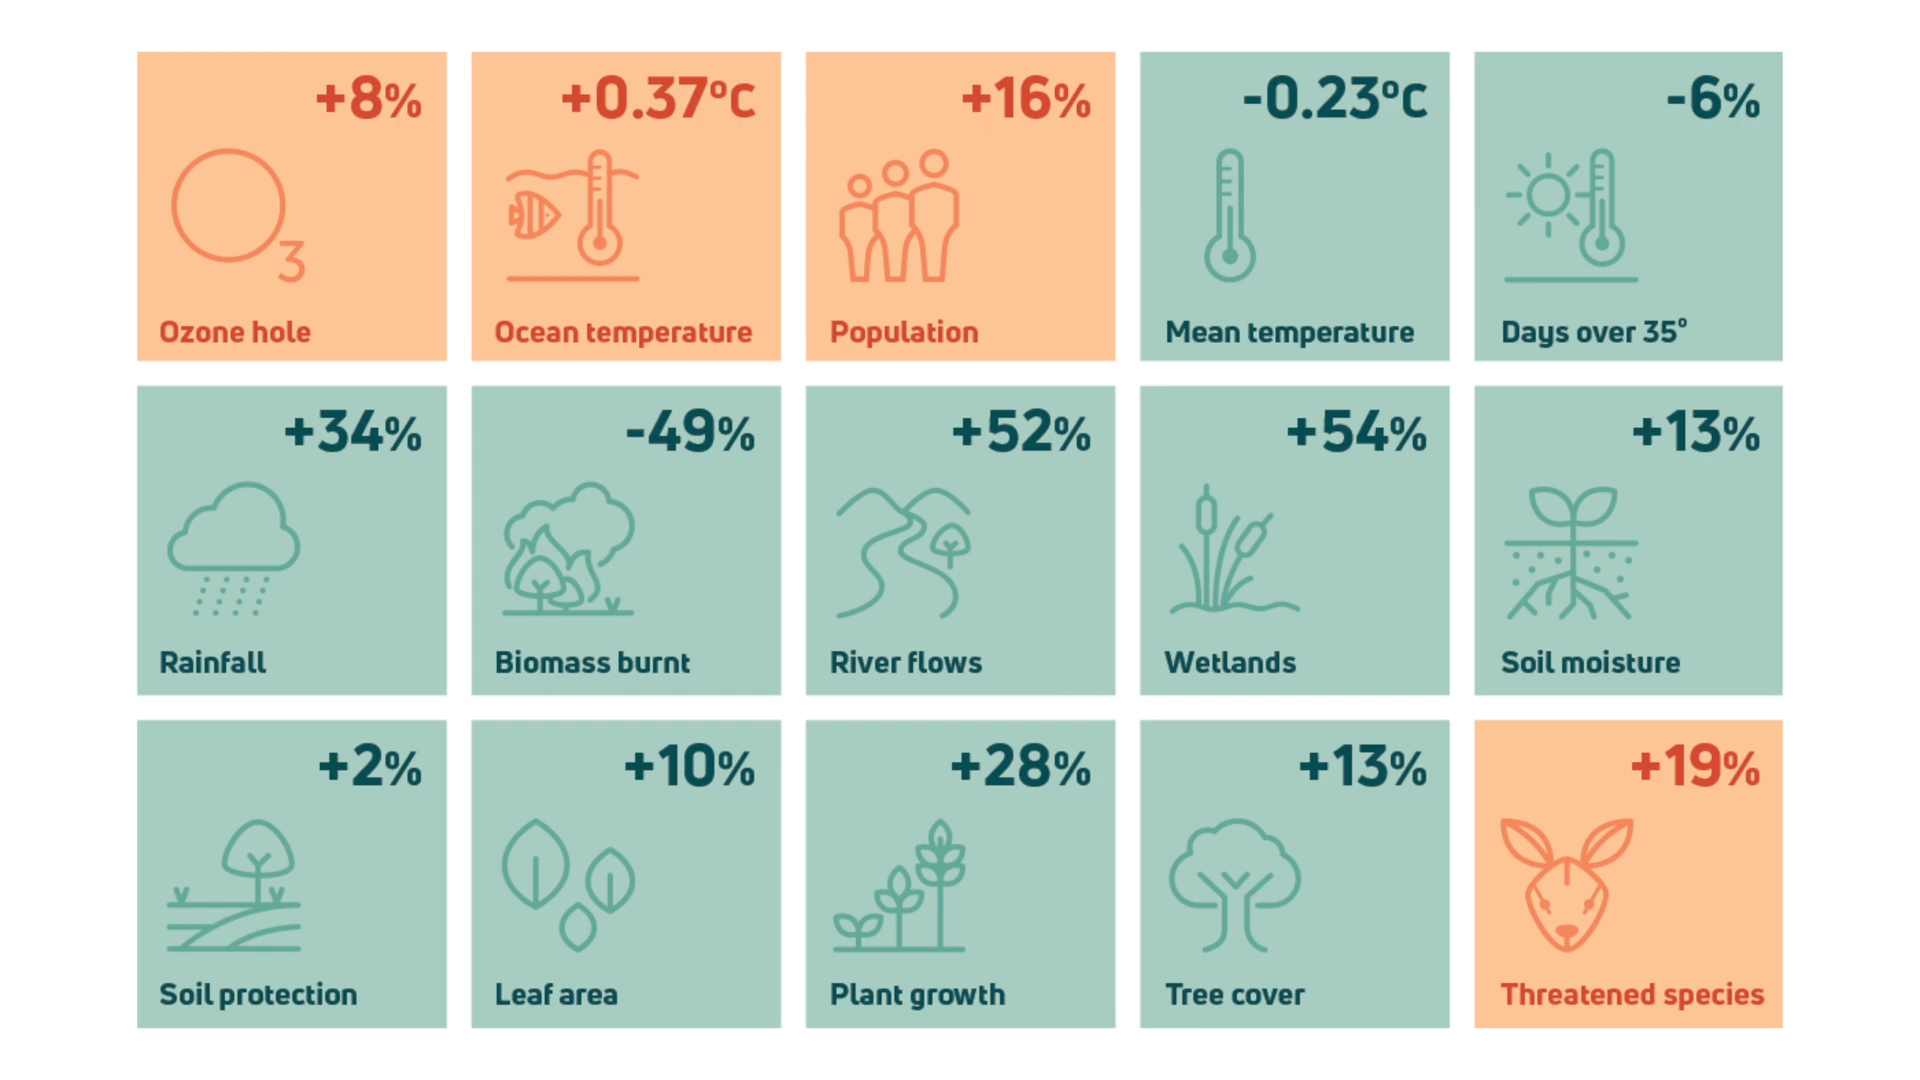 +8%
3
Ozone hole
+0.37°C
Ocean temperature
+16%
Population
-0.23°C
Mean temperature
-6%
Days over 35°
+34%
Rainfall
-49%
Biomass burnt
+52%
River flows
+54%
Wetlands
+13%
Soil moisture
+2%
Soil protection
+10%
Leaf area
+28%
Plant growth
+13%
Tree cover
+19%
Threatened species